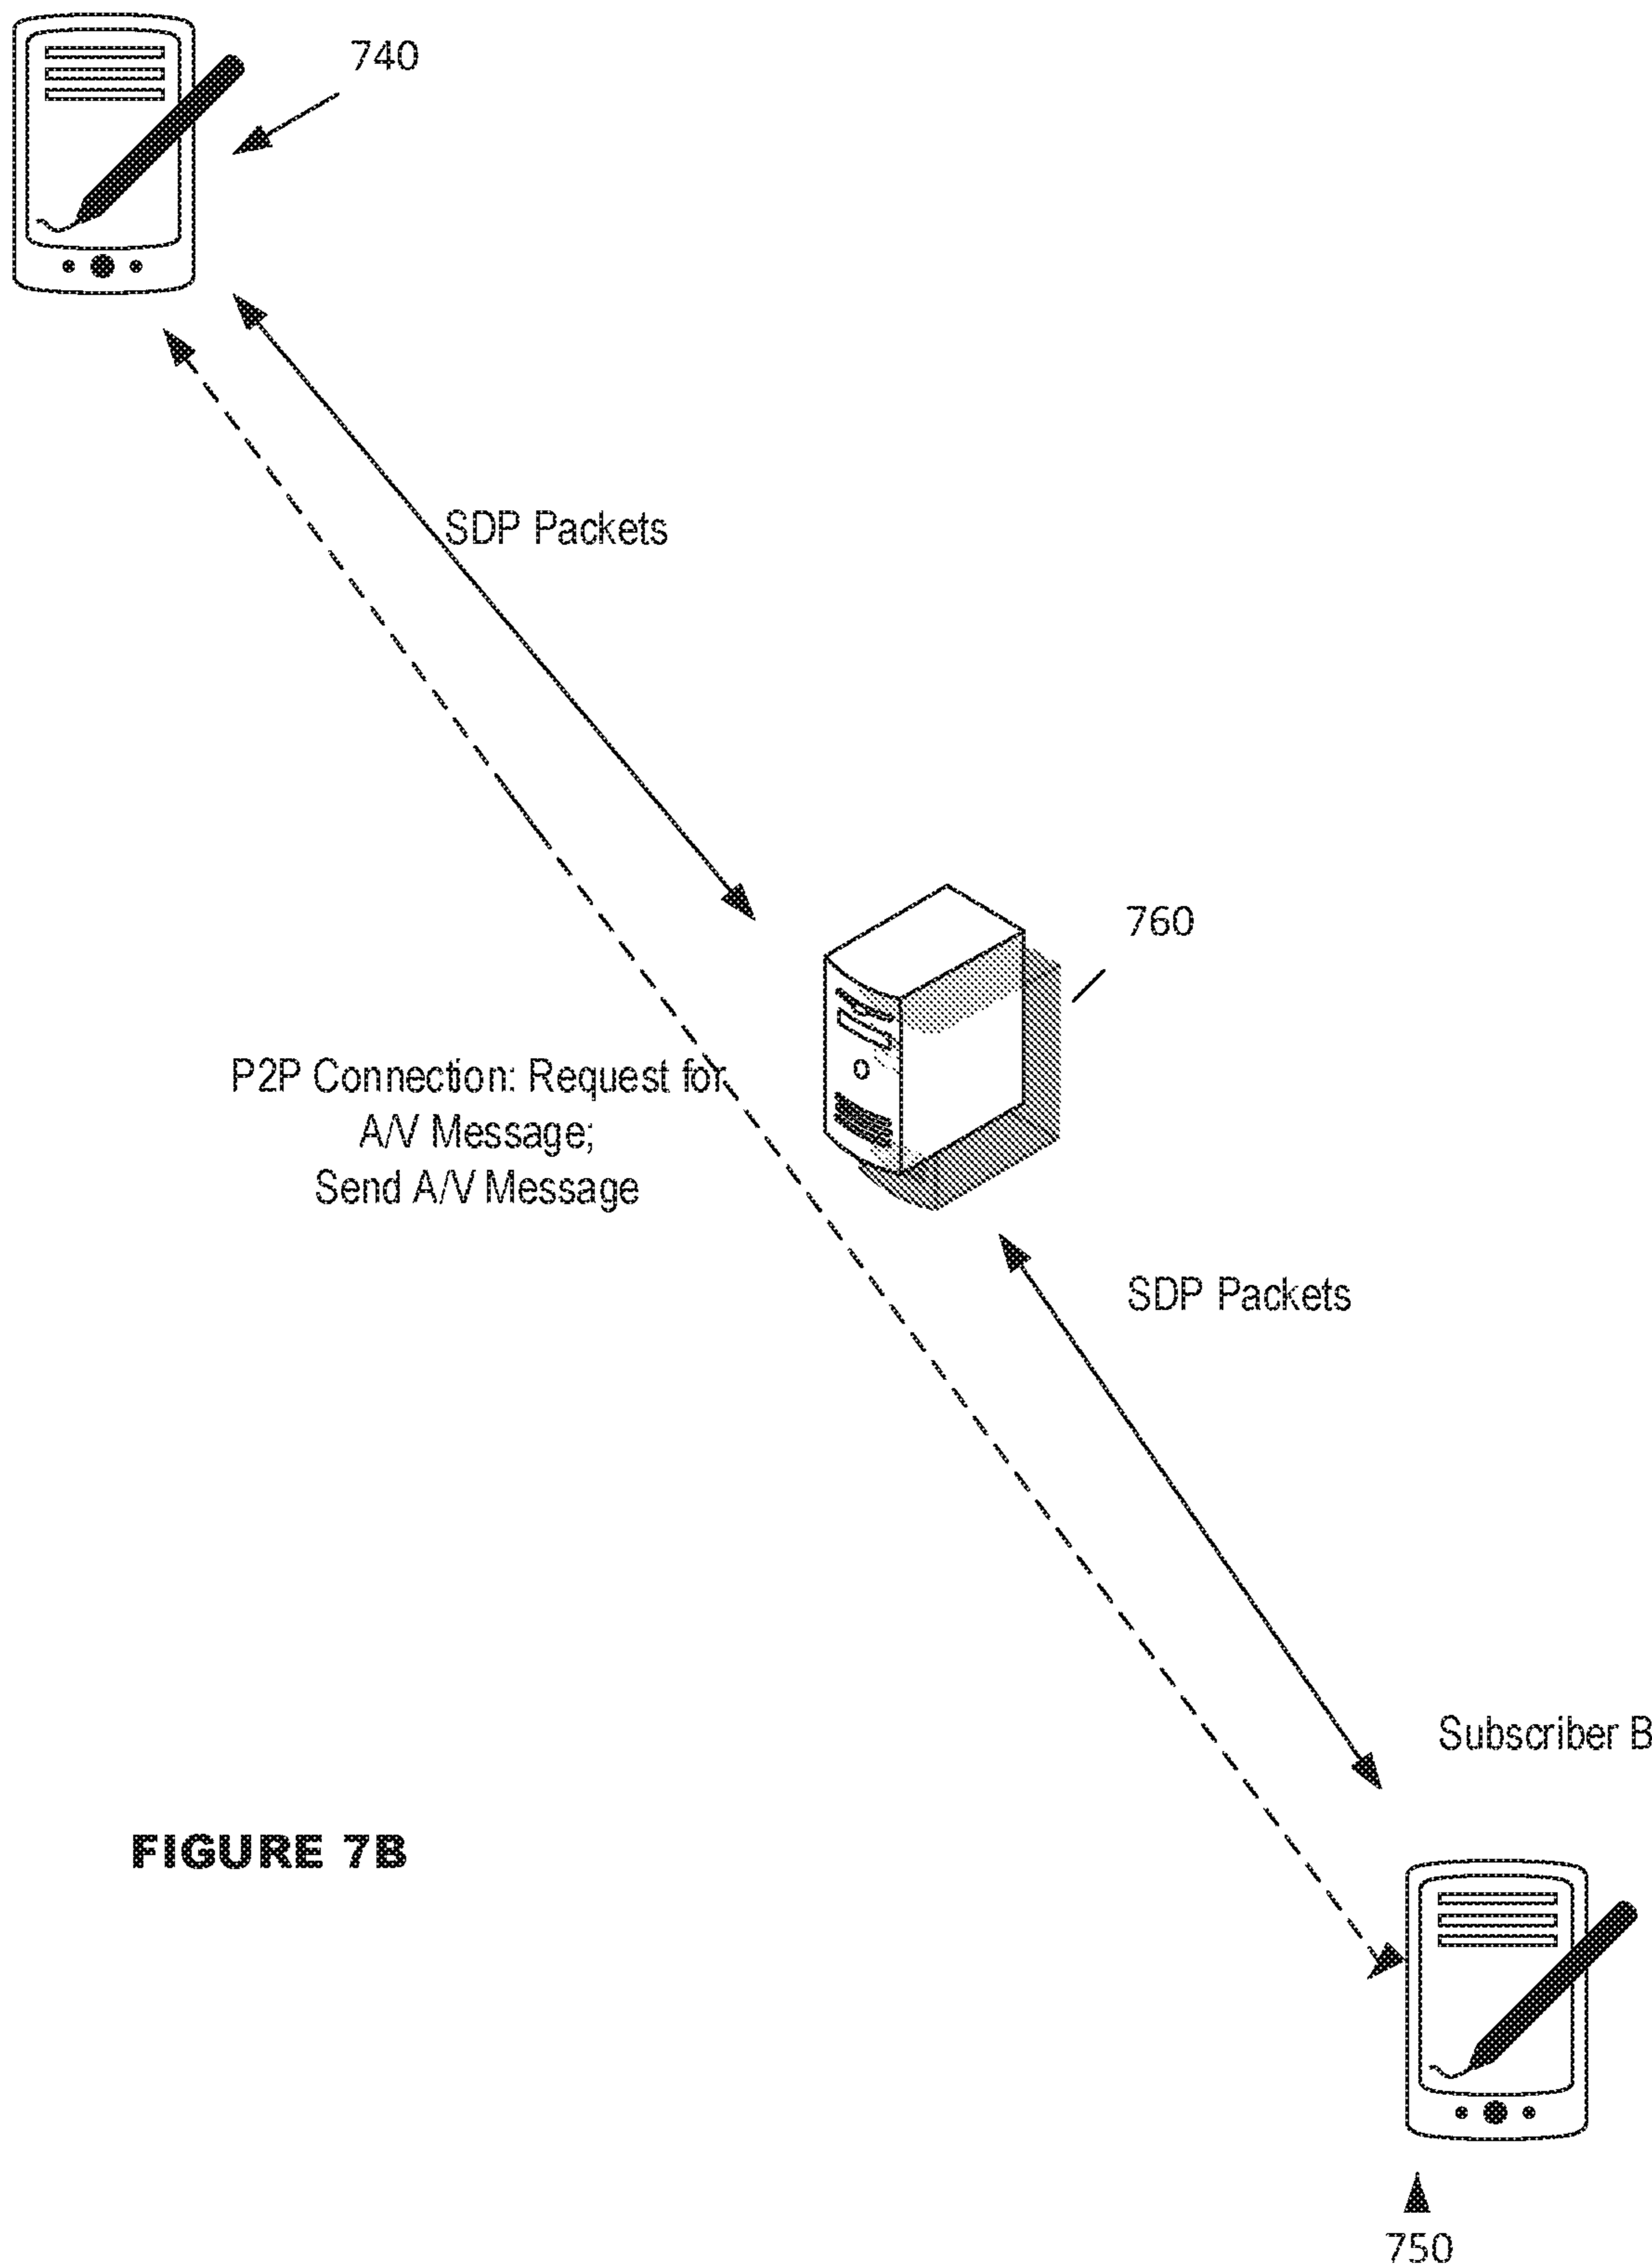 740
SDP Packets
760
P2P Connection: Request for
A/V Message;
Send A/V Message
SDP Packets
Subscriber B
FIGURE 7B
750